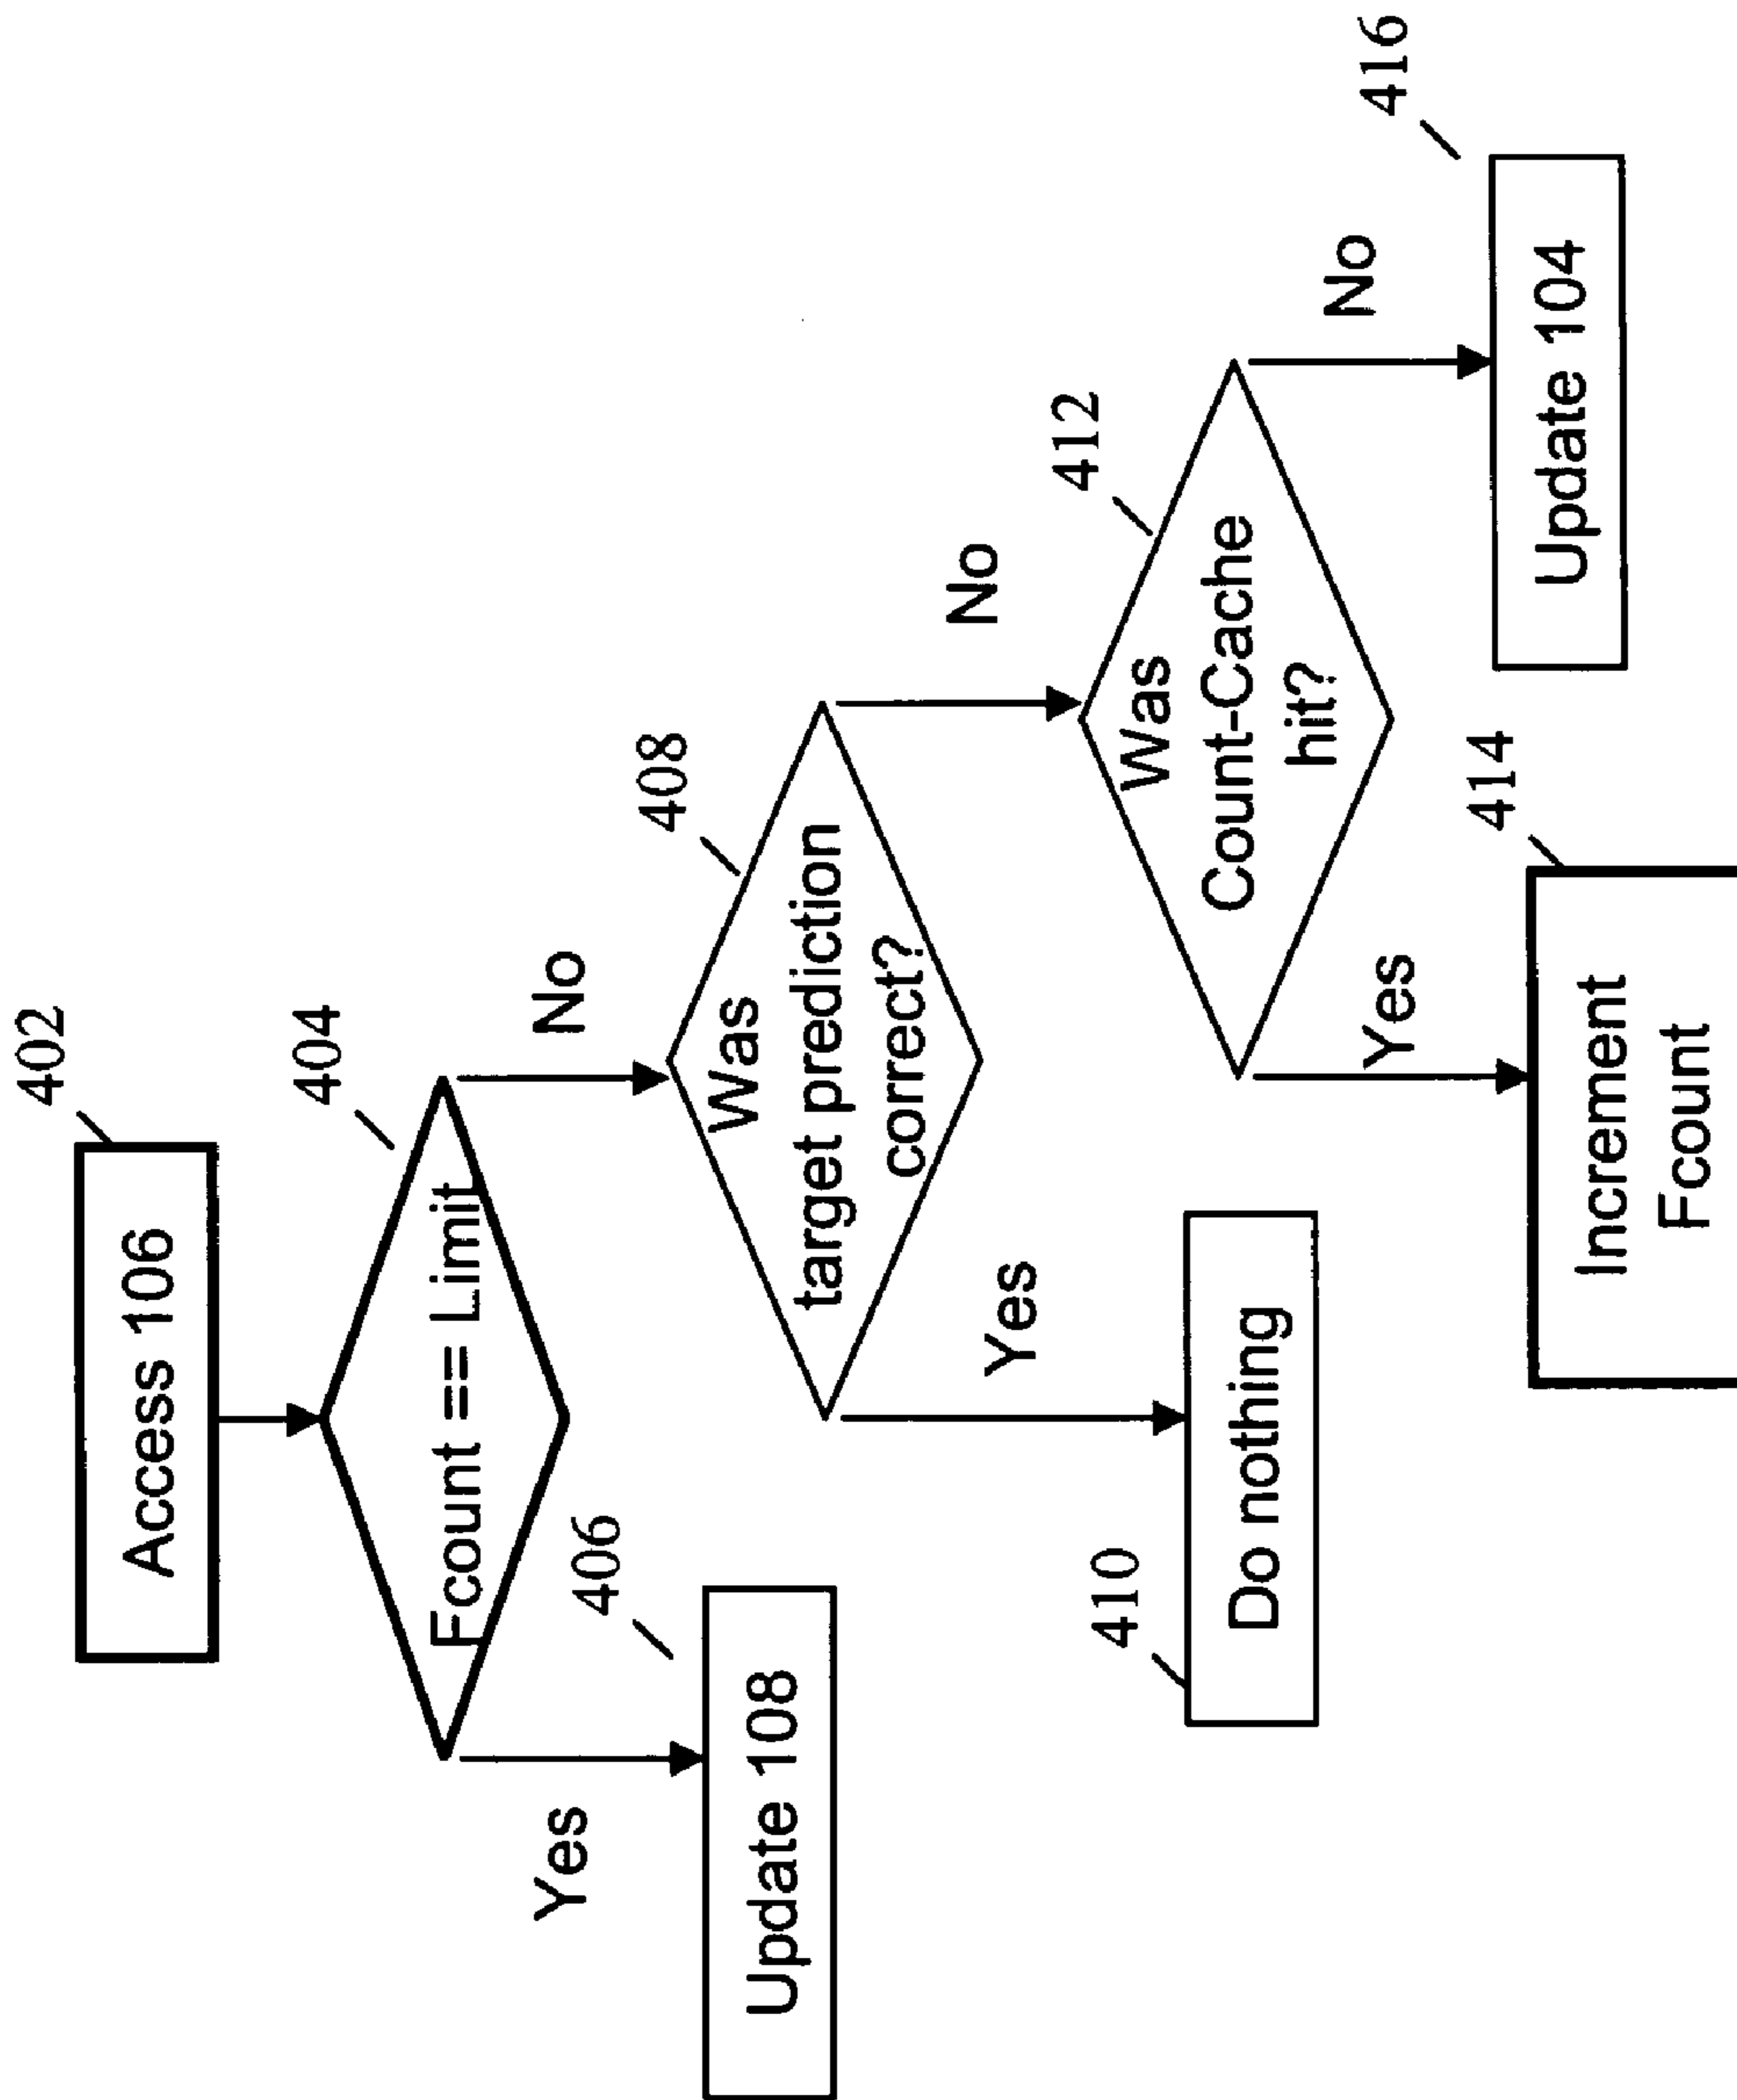 402
Access 106
404
Fcount == Limit
Yes
No
406
Update 108
408
Was
target prediction
correct?
Yes
No
410
Do nothing
412
Was
Count-Cache
hit?
Yes
No
414
Increment
Fcount
416
Update 104